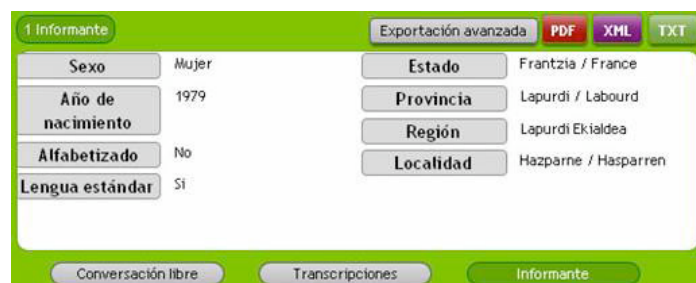 1 Informante
Exportación avanzada
PDF
XML
TXT
Sexo
Mujer
Año de
nacimiento
1979
Alfabetizado
No
Lengua estándar
Si
Estado
Frantzia / France
Provincia
Lapurdi / Labourd
Región
Lapurdi Ekialdea
Localidad
Hazparne / Hasparren
Conversación libre
Transcripciones
Informante